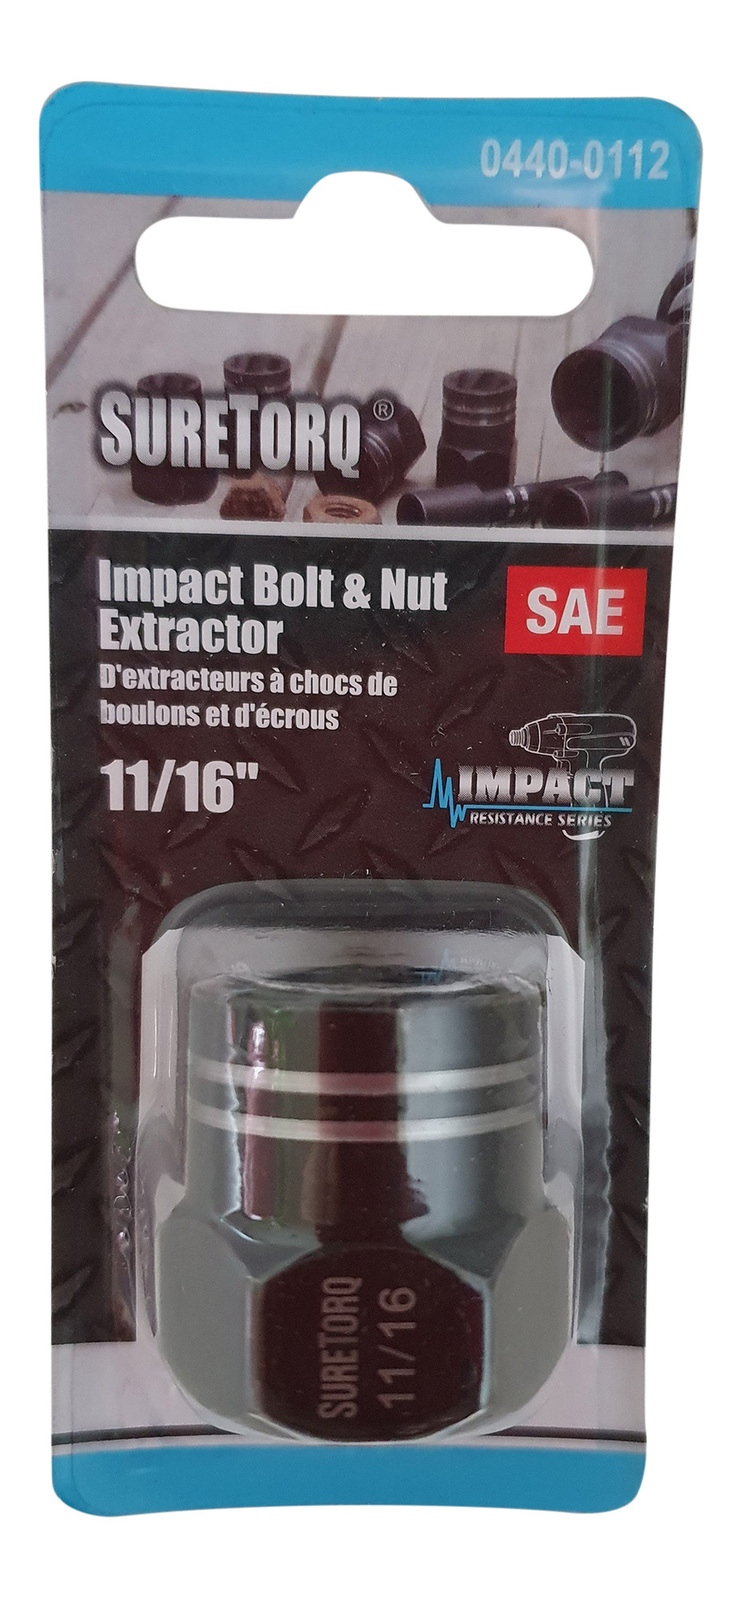 0440-0112
SURETORQ®
Impact Bolt & Nut
Extractor
SAE
D'extracteurs à chocs de
boulons et d'écrous
11/16"
IMPACT
RESISTANCE SERIES
SURETORQ
11/16